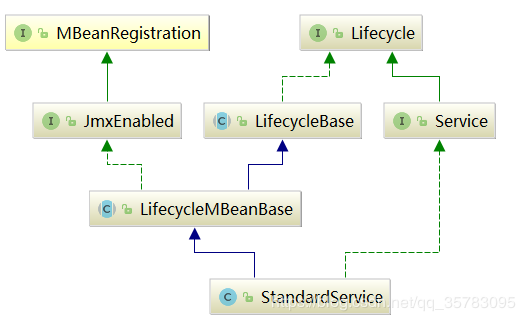 I MBeanRegistration
I Lifecycle
I JmxEnabled
C LifecycleBase
I Service
C LifecycleMBeanBase
C StandardService
https://blog.csdn.net/qq_35783095